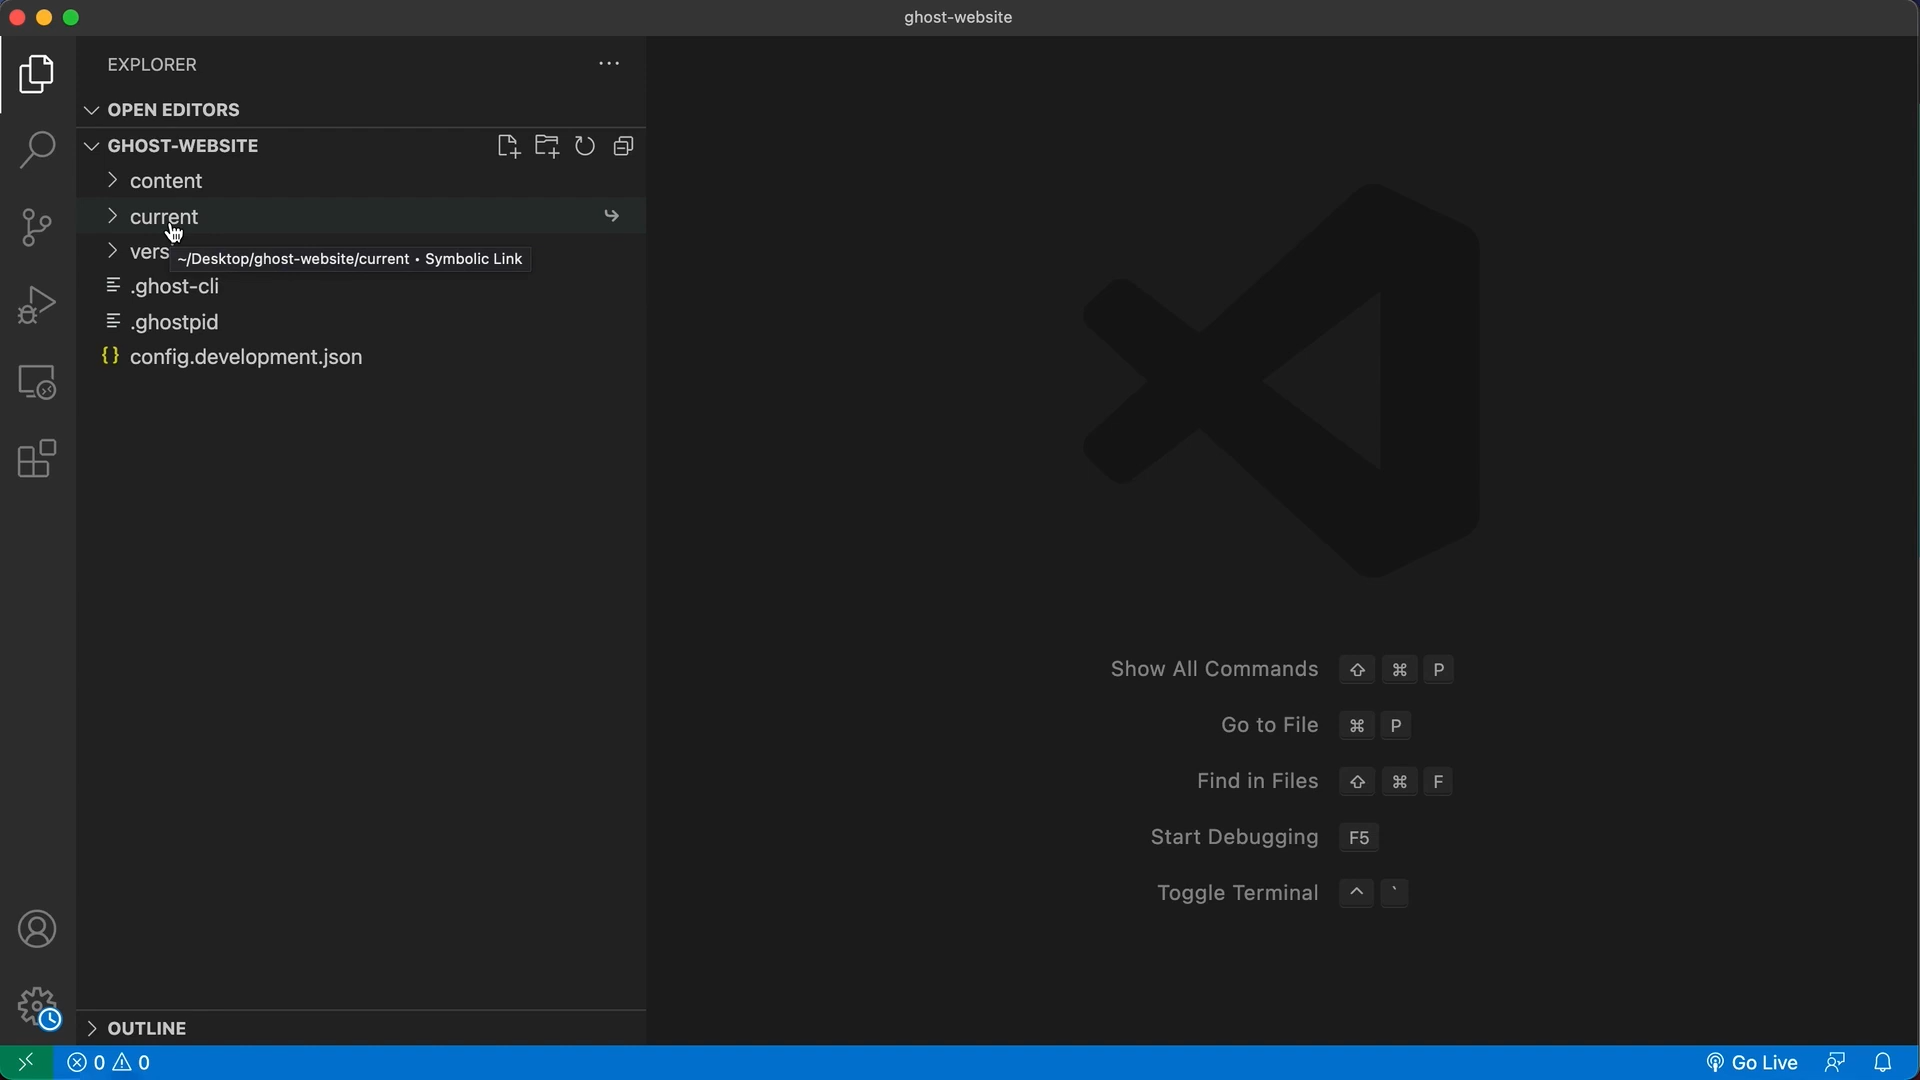 ghost-website
EXPLORER
OPEN EDITORS
GHOST-WEBSITE
content
current
vers
~/Desktop/ghost-website/current • Symbolic Link
.ghost-cli
.ghostpid
{} config.development.json
Show All Commands ⇧ ⌘ P
Go to File ⌘ P
Find in Files ⇧ ⌘ F
Start Debugging F5
Toggle Terminal ^ `
OUTLINE
0 0
Go Live